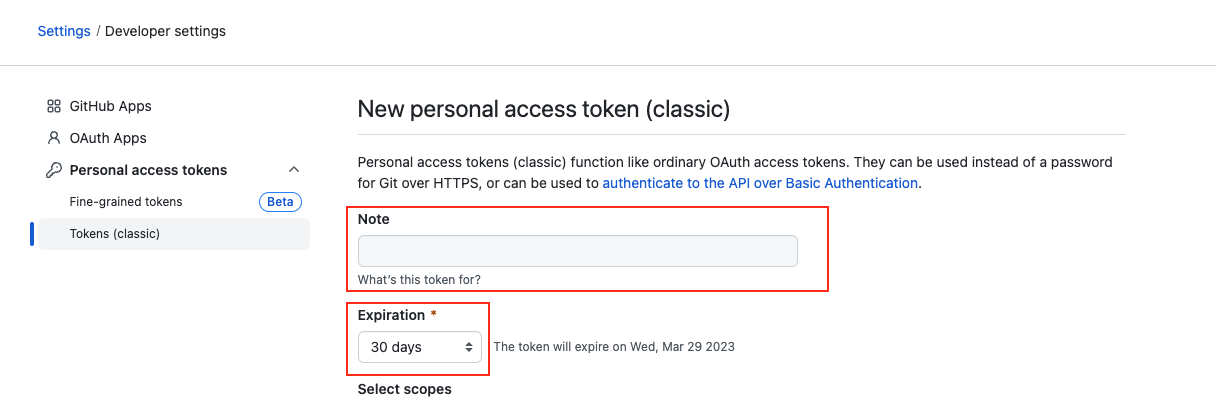 Settings / Developer settings
GitHub Apps
OAuth Apps
Personal access tokens
Fine-grained tokens Beta
Tokens (classic)
New personal access token (classic)
Personal access tokens (classic) function like ordinary OAuth access tokens. They can be used instead of a password
for Git over HTTPS, or can be used to authenticate to the API over Basic Authentication.
Note
What's this token for?
Expiration *
30 days The token will expire on Wed, Mar 29 2023
Select scopes